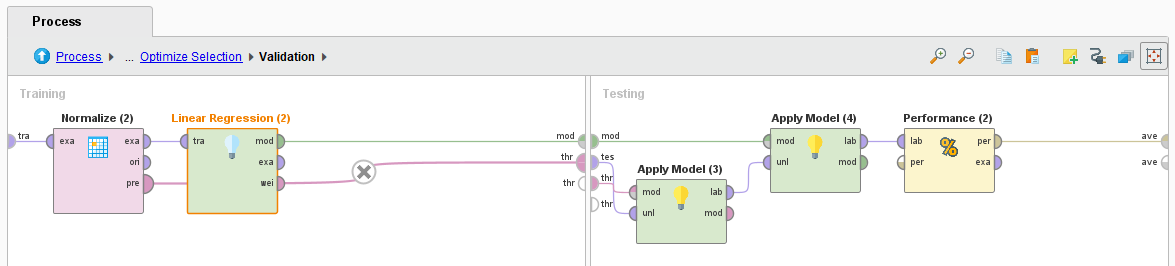 Process
Process ... Optimize Selection Validation
Training
Testing
Normalize (2)
Linear Regression (2)
Apply Model (4)
Performance (2)
tra
exa
exa
tra
mod
mod
mod
mod
lab
lab
per
ave
ori
exa
thr
tes
unl
mod
per
exa
ave
pre
wei
thr
thr
Apply Model (3)
mod
lab
thr
unl
mod